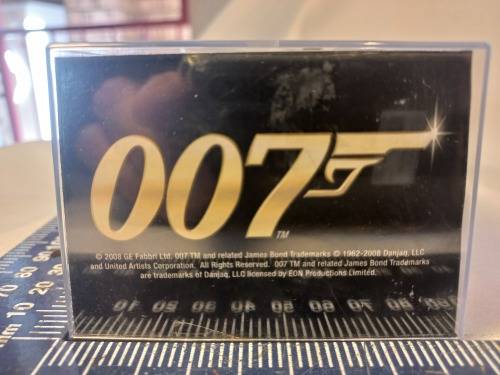 007
TM
© 2008 GE Fabbri Ltd. 007 TM and related James Bond Trademarks © 1962-2008 Danjaq, LLC
and United Artists Corporation. All Rights Reserved. 007 TM and related James Bond Trademarks
are trademarks of Danjaq, LLC licensed by EON Productions Limited.